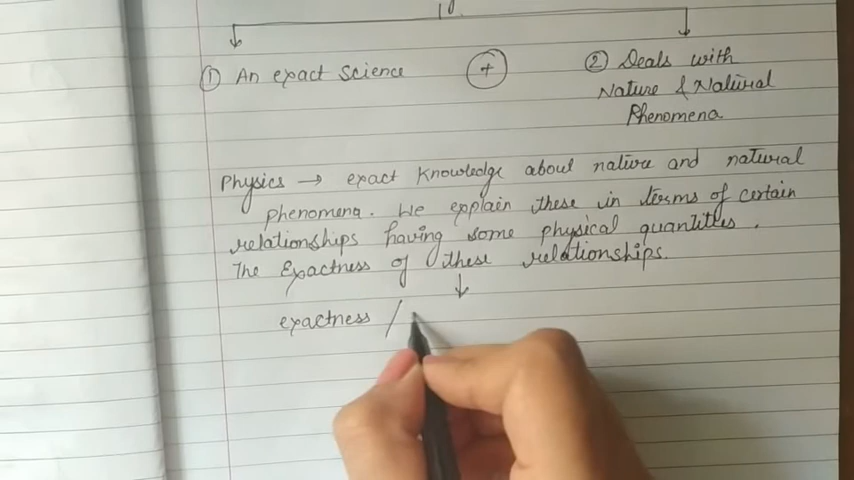 ① An exact science
+
② Deals with
Nature & Natural
Phenomena
Physics → exact Knowledge about nature and natural
phenomena. We explain these in terms of certain
relationships having some physical quantities.
The Exactness of these relationships.
↓
exactness /